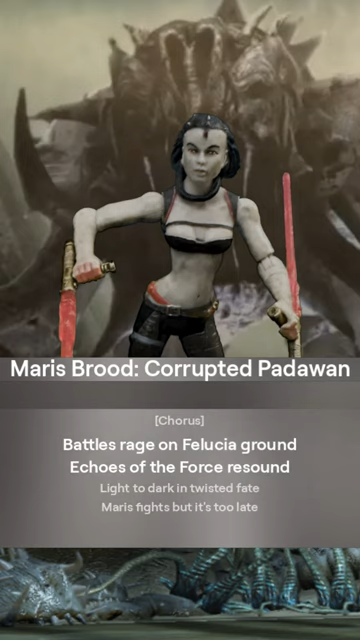 Maris Brood: Corrupted Padawan
[Chorus]
Battles rage on Felucia ground
Echoes of the Force resound
Light to dark in twisted fate
Maris fights but it's too late